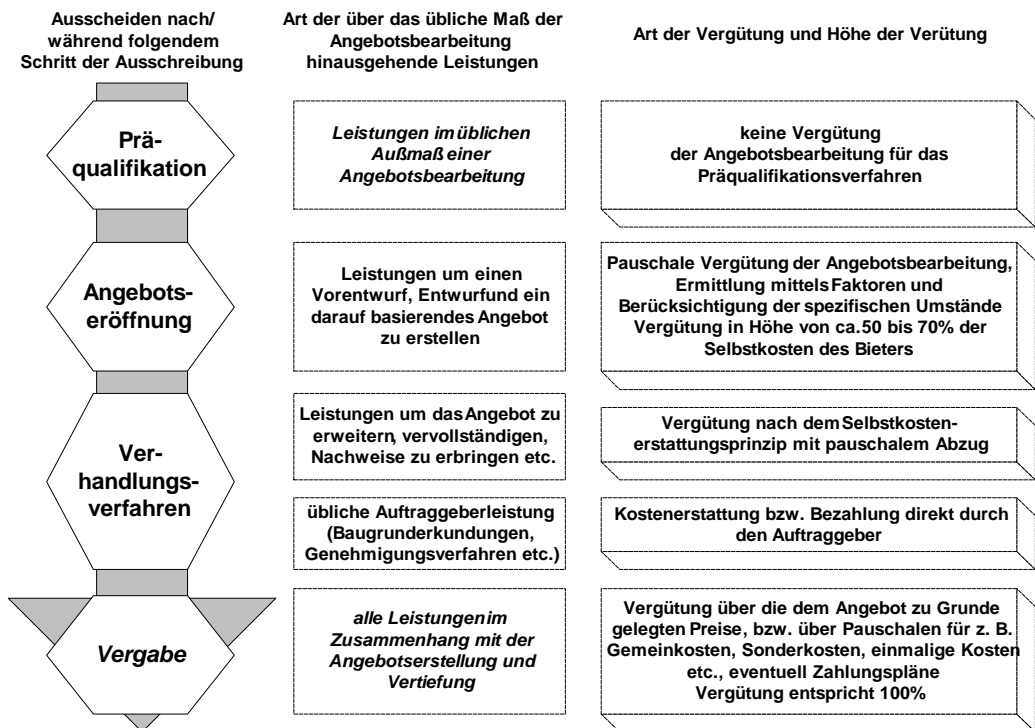 Ausscheiden nach/
während folgendem
Schritt der Ausschreibung
Art der über das übliche Maß der
Angebotsbearbeitung
hinausgehende Leistungen
Art der Vergütung und Höhe der Verütung
Prä-
qualifikation
Leistungen im üblichen
Außmaß einer
Angebotsbearbeitung
keine Vergütung
der Angebotsbearbeitung für das
Präqualifikationsverfahren
Angebots-
eröffnung
Leistungen um einen
Vorentwurf, Entwurf und ein
darauf basierendes Angebot
zu erstellen
Pauschale Vergütung der Angebotsbearbeitung,
Ermittlung mittels Faktoren und
Berücksichtigung der spezifischen Umstände
Vergütung in Höhe von ca. 50 bis 70% der
Selbstkosten des Bieters
Ver-
handlungs-
verfahren
Leistungen um das Angebot zu
erweitern, vervollständigen,
Nachweise zu erbringen etc.
Vergütung nach dem Selbstkosten-
erstattungsprinzip mit pauschalem Abzug
übliche Auftraggeberleistung
(Baugrunderkundungen,
Genehmigungsverfahren etc.)
Kostenerstattung bzw. Bezahlung direkt durch
den Auftraggeber
Vergabe
alle Leistungen im
Zusammenhang mit der
Angebotserstellung und
Vertiefung
Vergütung über die dem Angebot zu Grunde
gelegten Preise, bzw. über Pauschalen für z. B.
Gemeinkosten, Sonderkosten, einmalige Kosten
etc., eventuell Zahlungspläne
Vergütung entspricht 100%